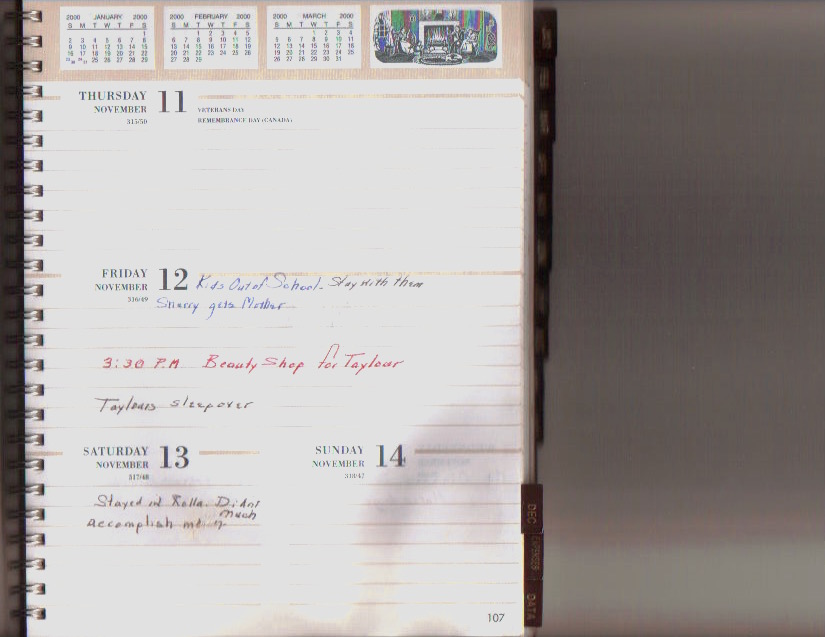 2000 JANUARY 2000
S M T W T F S
1
2 3 4 5 6 7 8
9 10 11 12 13 14 15
16 17 18 19 20 21 22
23 30 24 31 25 26 27 28 29
2000 FEBRUARY 2000
S M T W T F S
1 2 3 4 5
6 7 8 9 10 11 12
13 14 15 16 17 18 19
20 21 22 23 24 25 26
27 28 29
2000 MARCH 2000
S M T W T F S
1 2 3 4
5 6 7 8 9 10 11
12 13 14 15 16 17 18
19 20 21 22 23 24 25
26 27 28 29 30 31
THURSDAY 11
NOVEMBER
315/50
VETERANS DAY
REMEMBRANCE DAY (CANADA)
FRIDAY 12
NOVEMBER
316/49
Kids Out of School - Stay with them
Sherry gets Mother
3:30 P.M Beauty Shop for Taylour
Taylours sleepover
SATURDAY 13
NOVEMBER
317/48
Stayed in Rolla. Didnt
Much
Accomplish
SUNDAY 14
NOVEMBER
318/47
DEC
EXPENSES
DATA
107